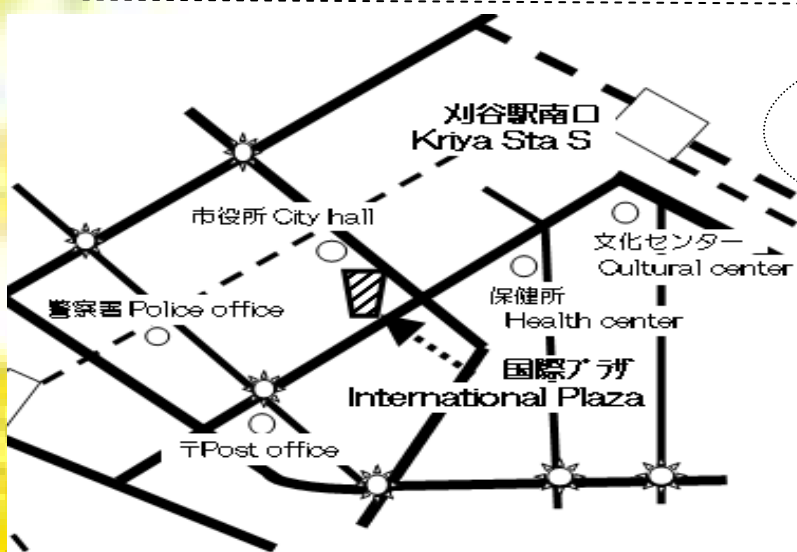 刈谷駅南口
Kriya Sta S
市役所 City hall
文化センター
Cultural center
保健所
Health center
警察署 Police office
国際プラザ
International Plaza
〒Post office